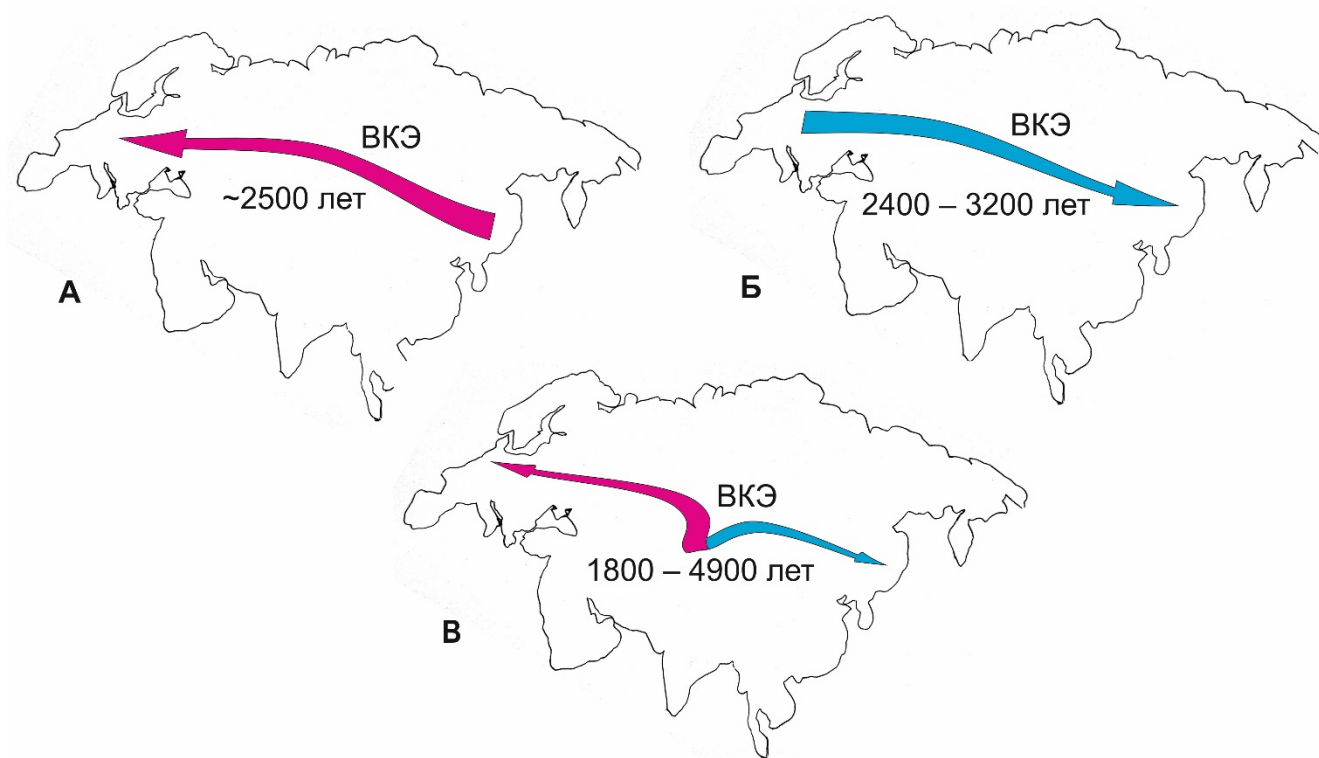 ВКЭ
~2500 лет
А
ВКЭ
2400 – 3200 лет
Б
ВКЭ
1800 – 4900 лет
В